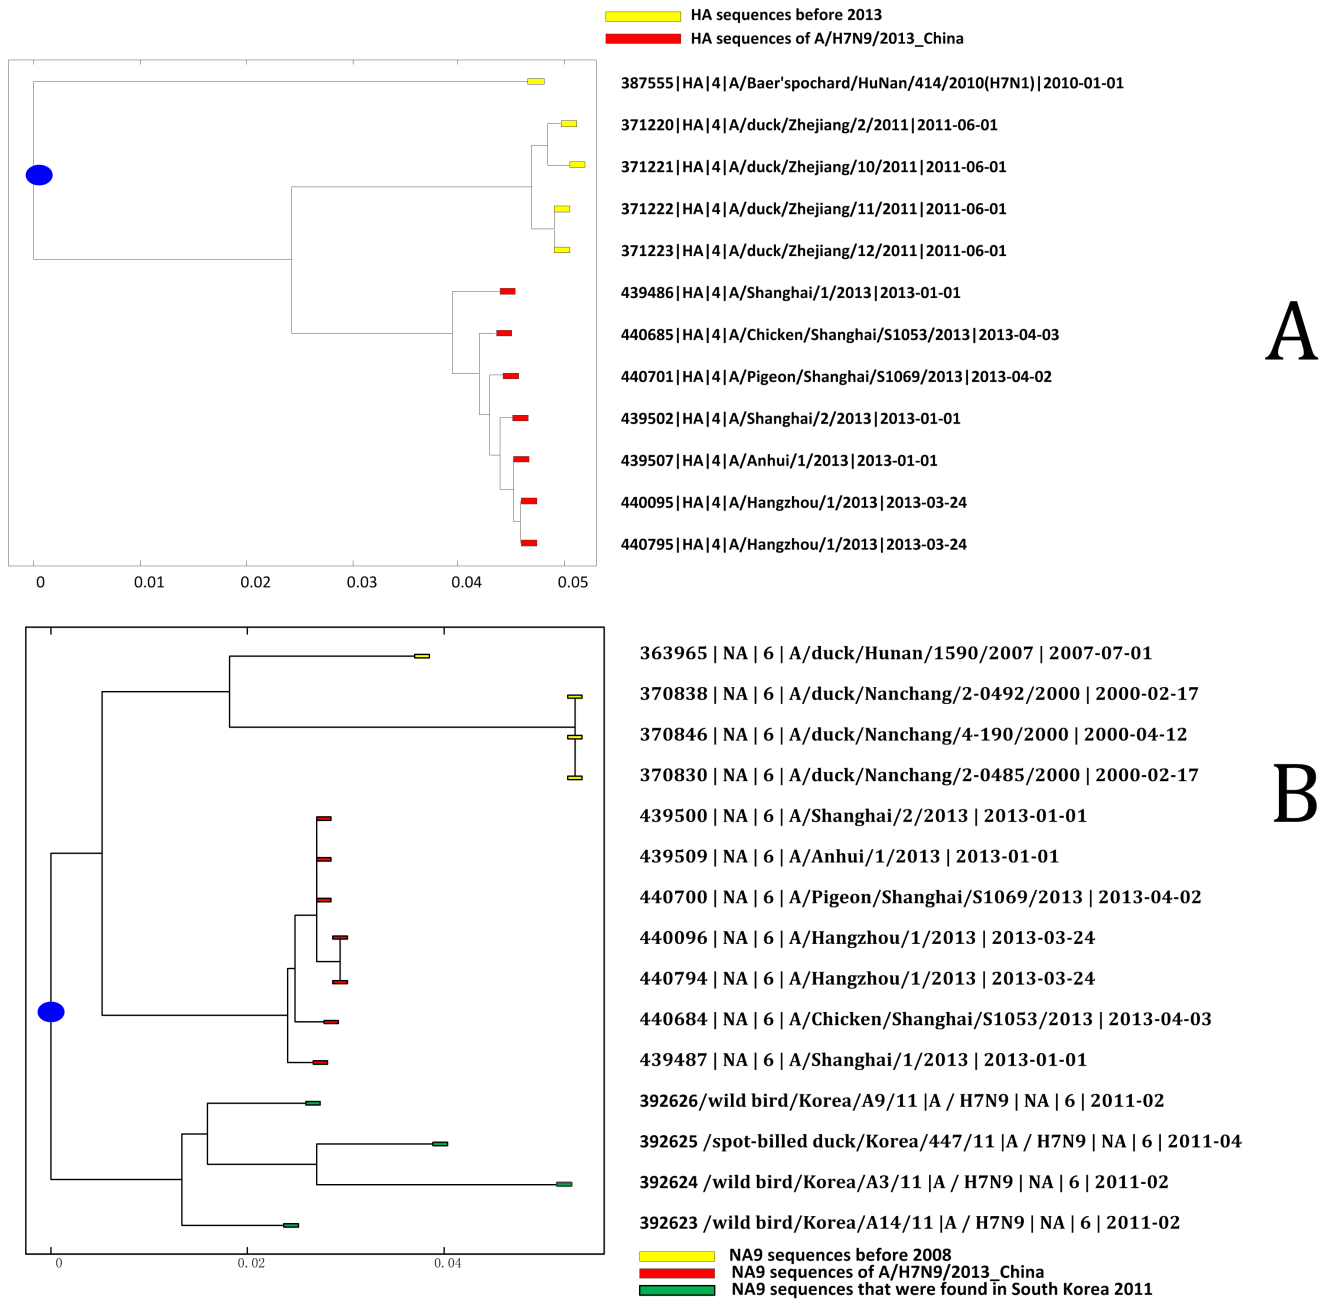 HA sequences before 2013
HA sequences of A/H7N9/2013_China
387555|HA|4|A/Baer'spochard/HuNan/414/2010(H7N1)|2010-01-01
371220|HA|4|A/duck/Zhejiang/2/2011|2011-06-01
371221|HA|4|A/duck/Zhejiang/10/2011|2011-06-01
371222|HA|4|A/duck/Zhejiang/11/2011|2011-06-01
371223|HA|4|A/duck/Zhejiang/12/2011|2011-06-01
439486|HA|4|A/Shanghai/1/2013|2013-01-01
440685|HA|4|A/Chicken/Shanghai/S1053/2013|2013-04-03
440701|HA|4|A/Pigeon/Shanghai/S1069/2013|2013-04-02
439502|HA|4|A/Shanghai/2/2013|2013-01-01
439507|HA|4|A/Anhui/1/2013|2013-01-01
440095|HA|4|A/Hangzhou/1/2013|2013-03-24
440795|HA|4|A/Hangzhou/1/2013|2013-03-24
A
0 0.01 0.02 0.03 0.04 0.05
363965 | NA | 6 | A/duck/Hunan/1590/2007 | 2007-07-01
370838 | NA | 6 | A/duck/Nanchang/2-0492/2000 | 2000-02-17
370846 | NA | 6 | A/duck/Nanchang/4-190/2000 | 2000-04-12
370830 | NA | 6 | A/duck/Nanchang/2-0485/2000 | 2000-02-17
439500 | NA | 6 | A/Shanghai/2/2013 | 2013-01-01
439509 | NA | 6 | A/Anhui/1/2013 | 2013-01-01
440700 | NA | 6 | A/Pigeon/Shanghai/S1069/2013 | 2013-04-02
440096 | NA | 6 | A/Hangzhou/1/2013 | 2013-03-24
440794 | NA | 6 | A/Hangzhou/1/2013 | 2013-03-24
440684 | NA | 6 | A/Chicken/Shanghai/S1053/2013 | 2013-04-03
439487 | NA | 6 | A/Shanghai/1/2013 | 2013-01-01
392626/wild bird/Korea/A9/11 |A / H7N9 | NA | 6 | 2011-02
392625 /spot-billed duck/Korea/447/11 |A / H7N9 | NA | 6 | 2011-04
392624 /wild bird/Korea/A3/11 |A / H7N9 | NA | 6 | 2011-02
392623 /wild bird/Korea/A14/11 |A / H7N9 | NA | 6 | 2011-02
B
0 0.02 0.04
NA9 sequences before 2008
NA9 sequences of A/H7N9/2013_China
NA9 sequences that were found in South Korea 2011